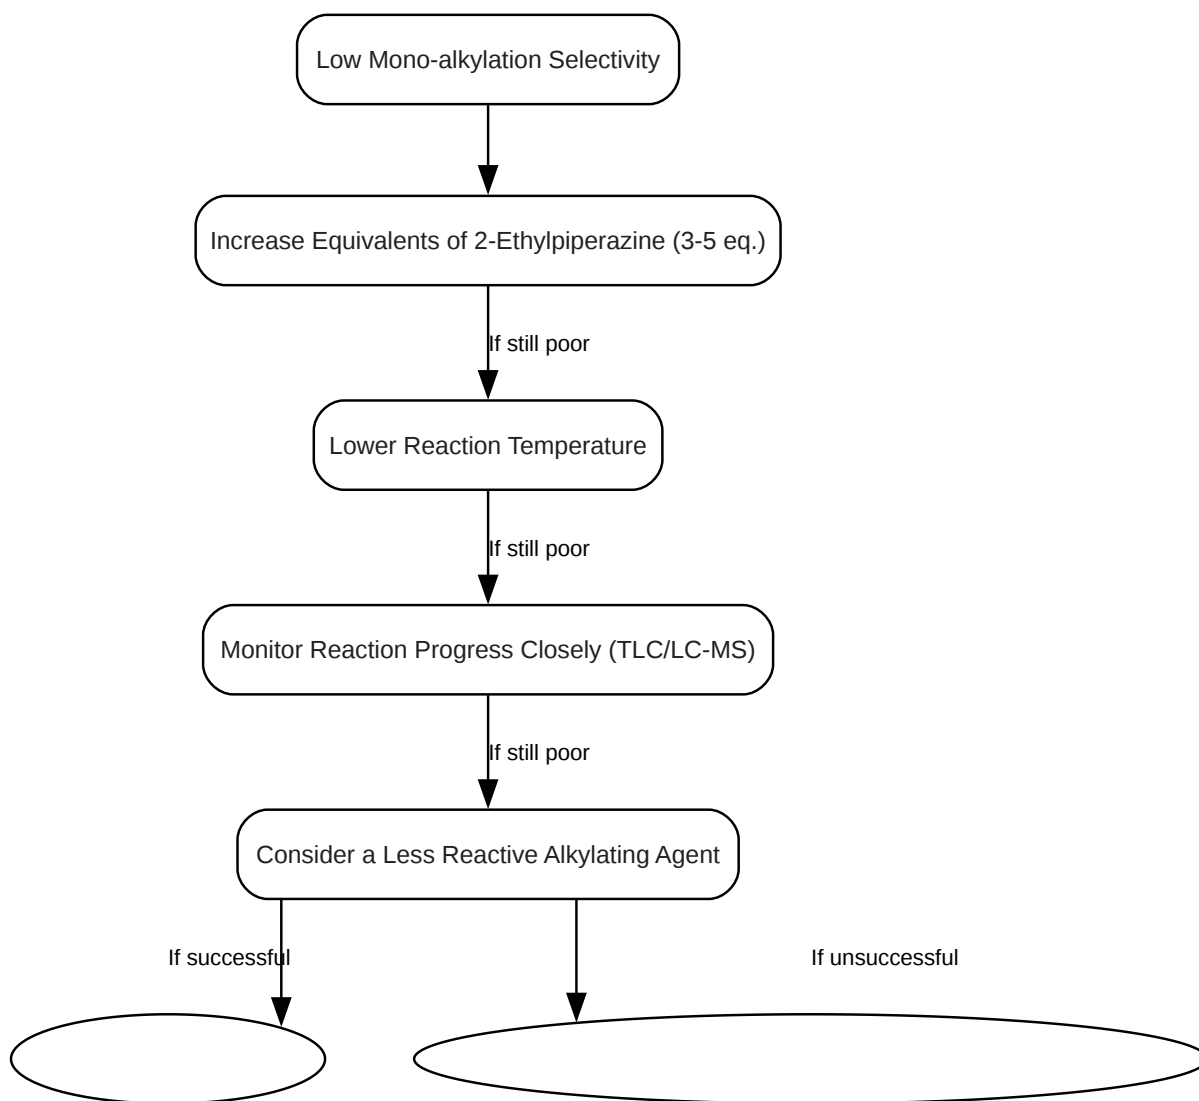 Low Mono-alkylation Selectivity
Increase Equivalents of 2-Ethylpiperazine (3-5 eq.)
If still poor
Lower Reaction Temperature
If still poor
Monitor Reaction Progress Closely (TLC/LC-MS)
If still poor
Consider a Less Reactive Alkylating Agent
If successful
If unsuccessful